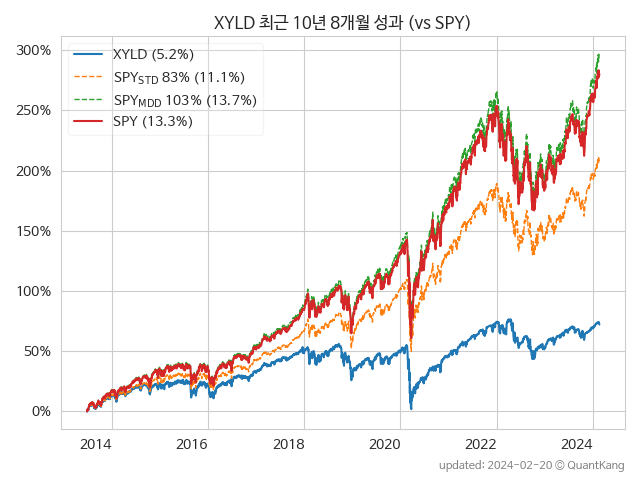 XYLD 최근 10년 8개월 성과 (vs SPY)
300%
250%
200%
150%
100%
50%
0%
XYLD (5.2%)
SPY_STD 83% (11.1%)
SPY_MDD 103% (13.7%)
SPY (13.3%)
2014 2016 2018 2020 2022 2024
updated: 2024-02-20 © QuantKang